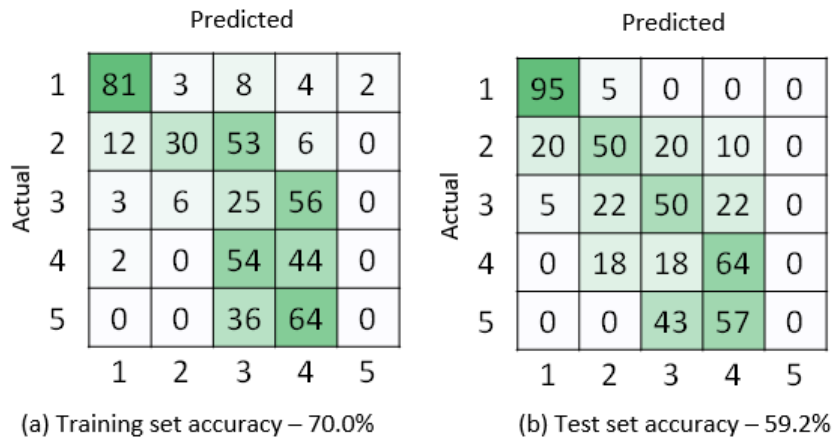 Predicted
1 81 3 8 4 2
2 12 30 53 6 0
Actual
3 3 6 25 56 0
4 2 0 54 44 0
5 0 0 36 64 0
1 2 3 4 5
(a) Training set accuracy – 70.0%
Predicted
1 95 5 0 0 0
2 20 50 20 10 0
Actual
3 5 22 50 22 0
4 0 18 18 64 0
5 0 0 43 57 0
1 2 3 4 5
(b) Test set accuracy – 59.2%